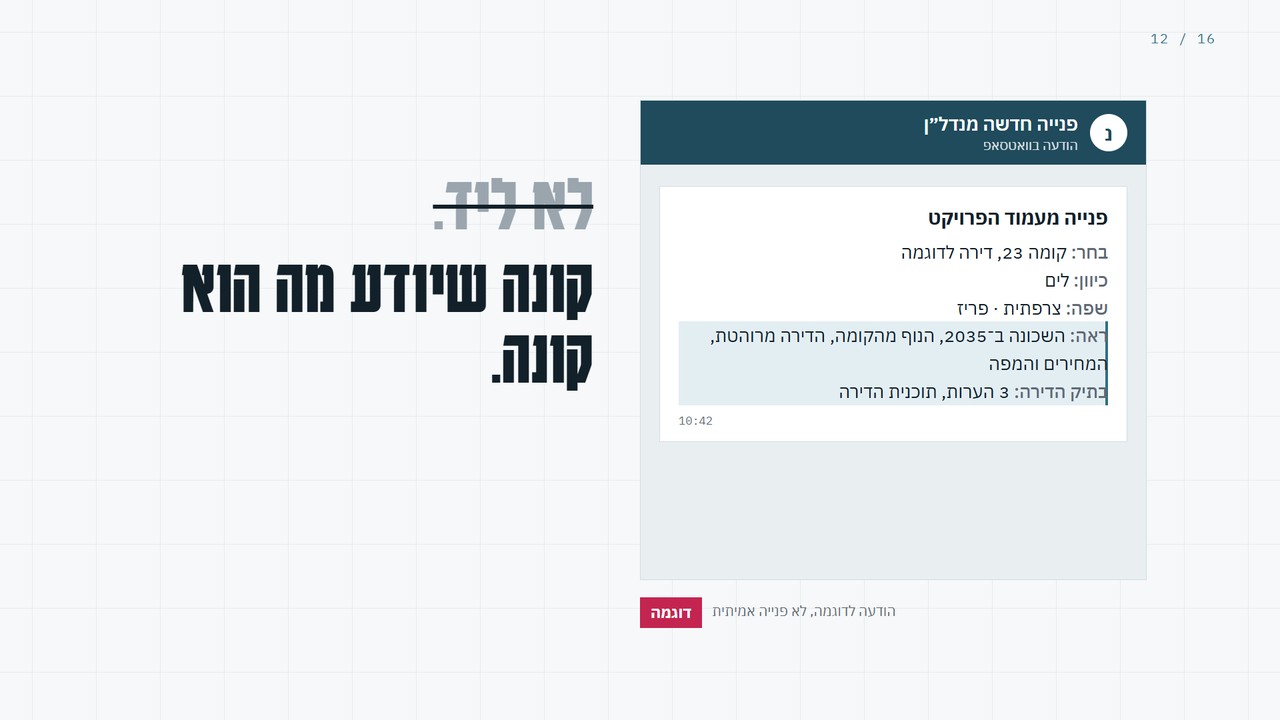 12 / 16
נ
פנייה חדשה מנדל״ן
הודעה בוואטסאפ
פנייה מעמוד הפרויקט
בחר: קומה 23, דירה לדוגמה
כיוון: לים
שפה: צרפתית · פריז
ראה: השכונה ב־2035, הנוף מהקומה, הדירה מרוהטת,
המחירים והמפה
בתיק הדירה: 3 הערות, תוכנית הדירה
10:42
הודעה לדוגמה, לא פנייה אמיתית
דוגמה
לא ליד.
קונה שיודע מה הוא
קונה.